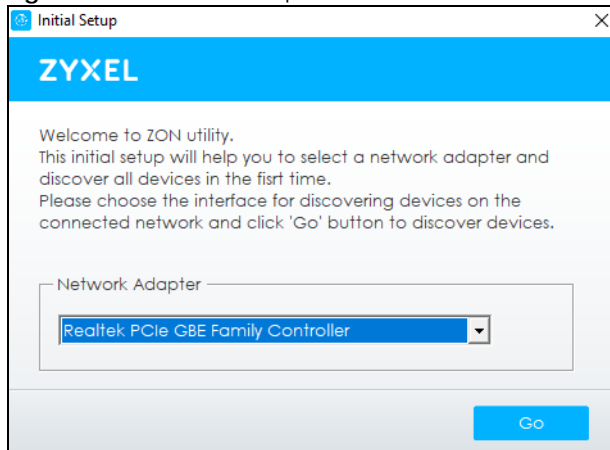 Initial Setup
ZYXEL
Welcome to ZON utility.
This initial setup will help you to select a network adapter and
discover all devices in the fisrt time.
Please choose the interface for discovering devices on the
connected network and click 'Go' button to discover devices.
Network Adapter
Realtek PCIe GBE Family Controller
Go